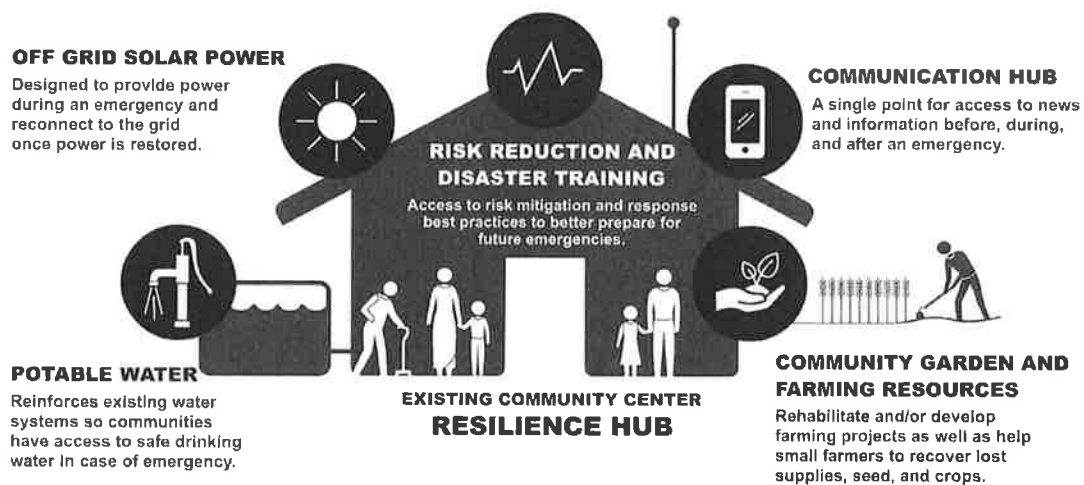 OFF GRID SOLAR POWER
Designed to provide power
during an emergency and
reconnect to the grid
once power is restored.
RISK REDUCTION AND
DISASTER TRAINING
Access to risk mitigation and response
best practices to better prepare for
future emergencies.
COMMUNICATION HUB
A single point for access to news
and information before, during,
and after an emergency.
POTABLE WATER
Reinforces existing water
systems so communities
have access to safe drinking
water in case of emergency.
EXISTING COMMUNITY CENTER
RESILIENCE HUB
COMMUNITY GARDEN AND
FARMING RESOURCES
Rehabilitate and/or develop
farming projects as well as help
small farmers to recover lost
supplies, seed, and crops.